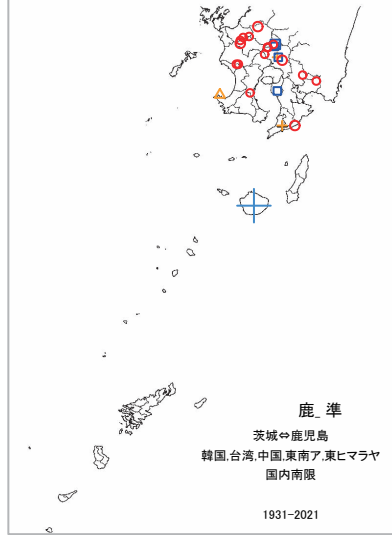 鹿_ 準
茨城⇔鹿児島
韓国,台湾,中国,東南ア,東ヒマラヤ
国内南限
1931-2021